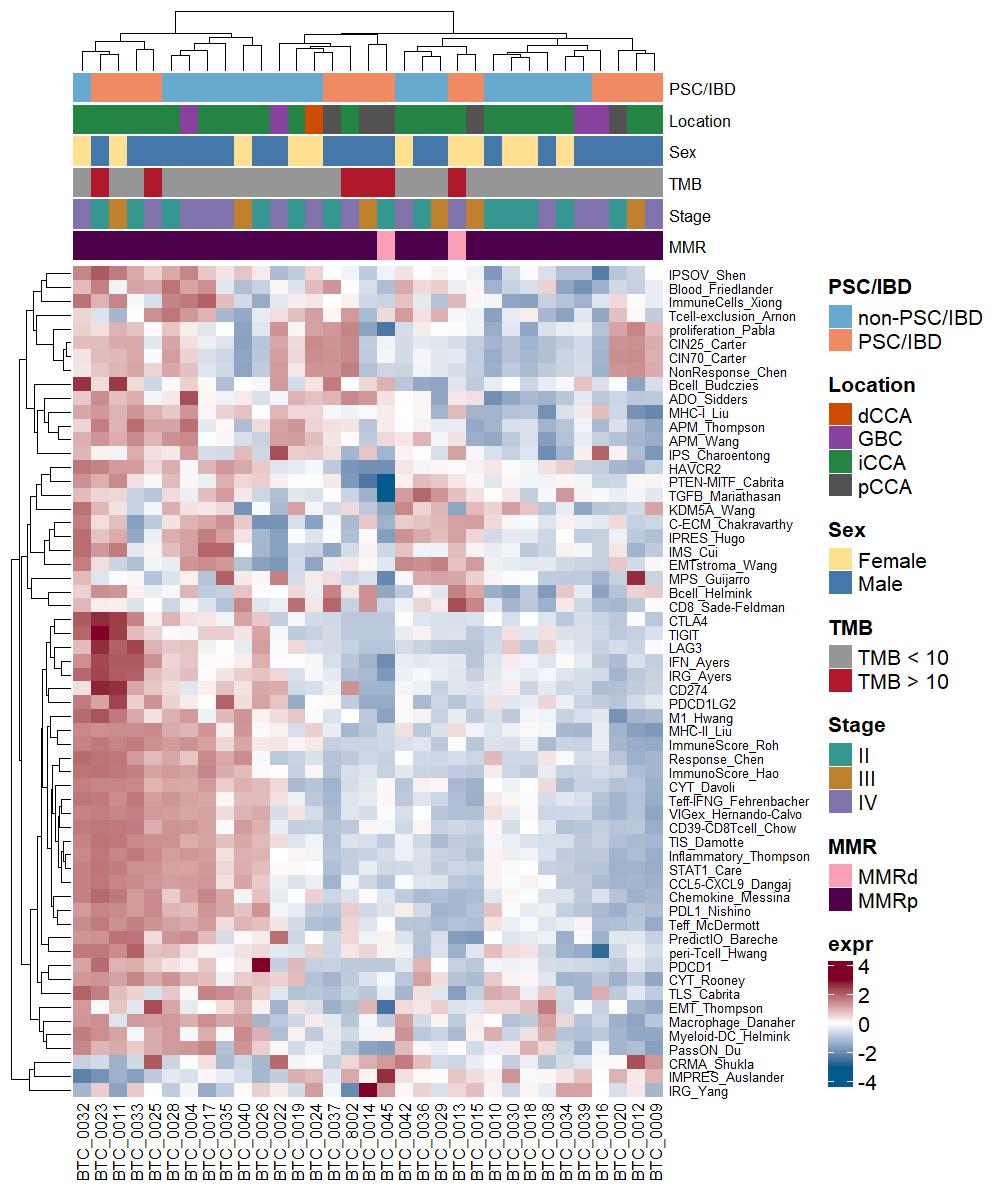 PSC/IBD
Location
Sex
TMB
Stage
MMR
IPSOV_Shen
Blood_Friedlander
ImmuneCells_Xiong
Tcell-exclusion_Arnon
proliferation_Pabla
CIN25_Carter
CIN70_Carter
NonResponse_Chen
Bcell_Budczies
ADO_Sidders
MHC-I_Liu
APM_Thompson
APM_Wang
IPS_Charoentong
HAVCR2
PTEN-MITF_Cabrita
TGFB_Mariathasan
KDM5A_Wang
C-ECM_Chakravarthy
IPRES_Hugo
IMS_Cui
EMTstroma_Wang
MPS_Guijarro
Bcell_Helmink
CD8_Sade-Feldman
CTLA4
TIGIT
LAG3
IFN_Ayers
IRG_Ayers
CD274
PDCD1LG2
M1_Hwang
MHC-II_Liu
ImmuneScore_Roh
Response_Chen
ImmunoScore_Hao
CYT_Davoli
Teff-IFNG_Fehrenbacher
VIGex_Hernando-Calvo
CD39-CD8Tcell_Chow
TIS_Damotte
Inflammatory_Thompson
STAT1_Care
CCL5-CXCL9_Dangaj
Chemokine_Messina
PDL1_Nishino
Teff_McDermott
PredictIO_Bareche
peri-Tcell_Hwang
PDCD1
CYT_Rooney
TLS_Cabrita
EMT_Thompson
Macrophage_Danaher
Myeloid-DC_Helmink
PassON_Du
CRMA_Shukla
IMPRES_Auslander
IRG_Yang
BTC_0032
BTC_0023
BTC_0011
BTC_0033
BTC_0025
BTC_0028
BTC_0004
BTC_0017
BTC_0035
BTC_0040
BTC_0026
BTC_0022
BTC_0019
BTC_0024
BTC_0037
BTC_8002
BTC_0014
BTC_0045
BTC_0042
BTC_0036
BTC_0029
BTC_0013
BTC_0015
BTC_0010
BTC_0030
BTC_0018
BTC_0038
BTC_0034
BTC_0039
BTC_0016
BTC_0020
BTC_0012
BTC_0009
PSC/IBD
non-PSC/IBD
PSC/IBD
Location
dCCA
GBC
iCCA
pCCA
Sex
Female
Male
TMB
TMB < 10
TMB > 10
Stage
II
III
IV
MMR
MMRd
MMRp
expr
4
2
0
-2
-4